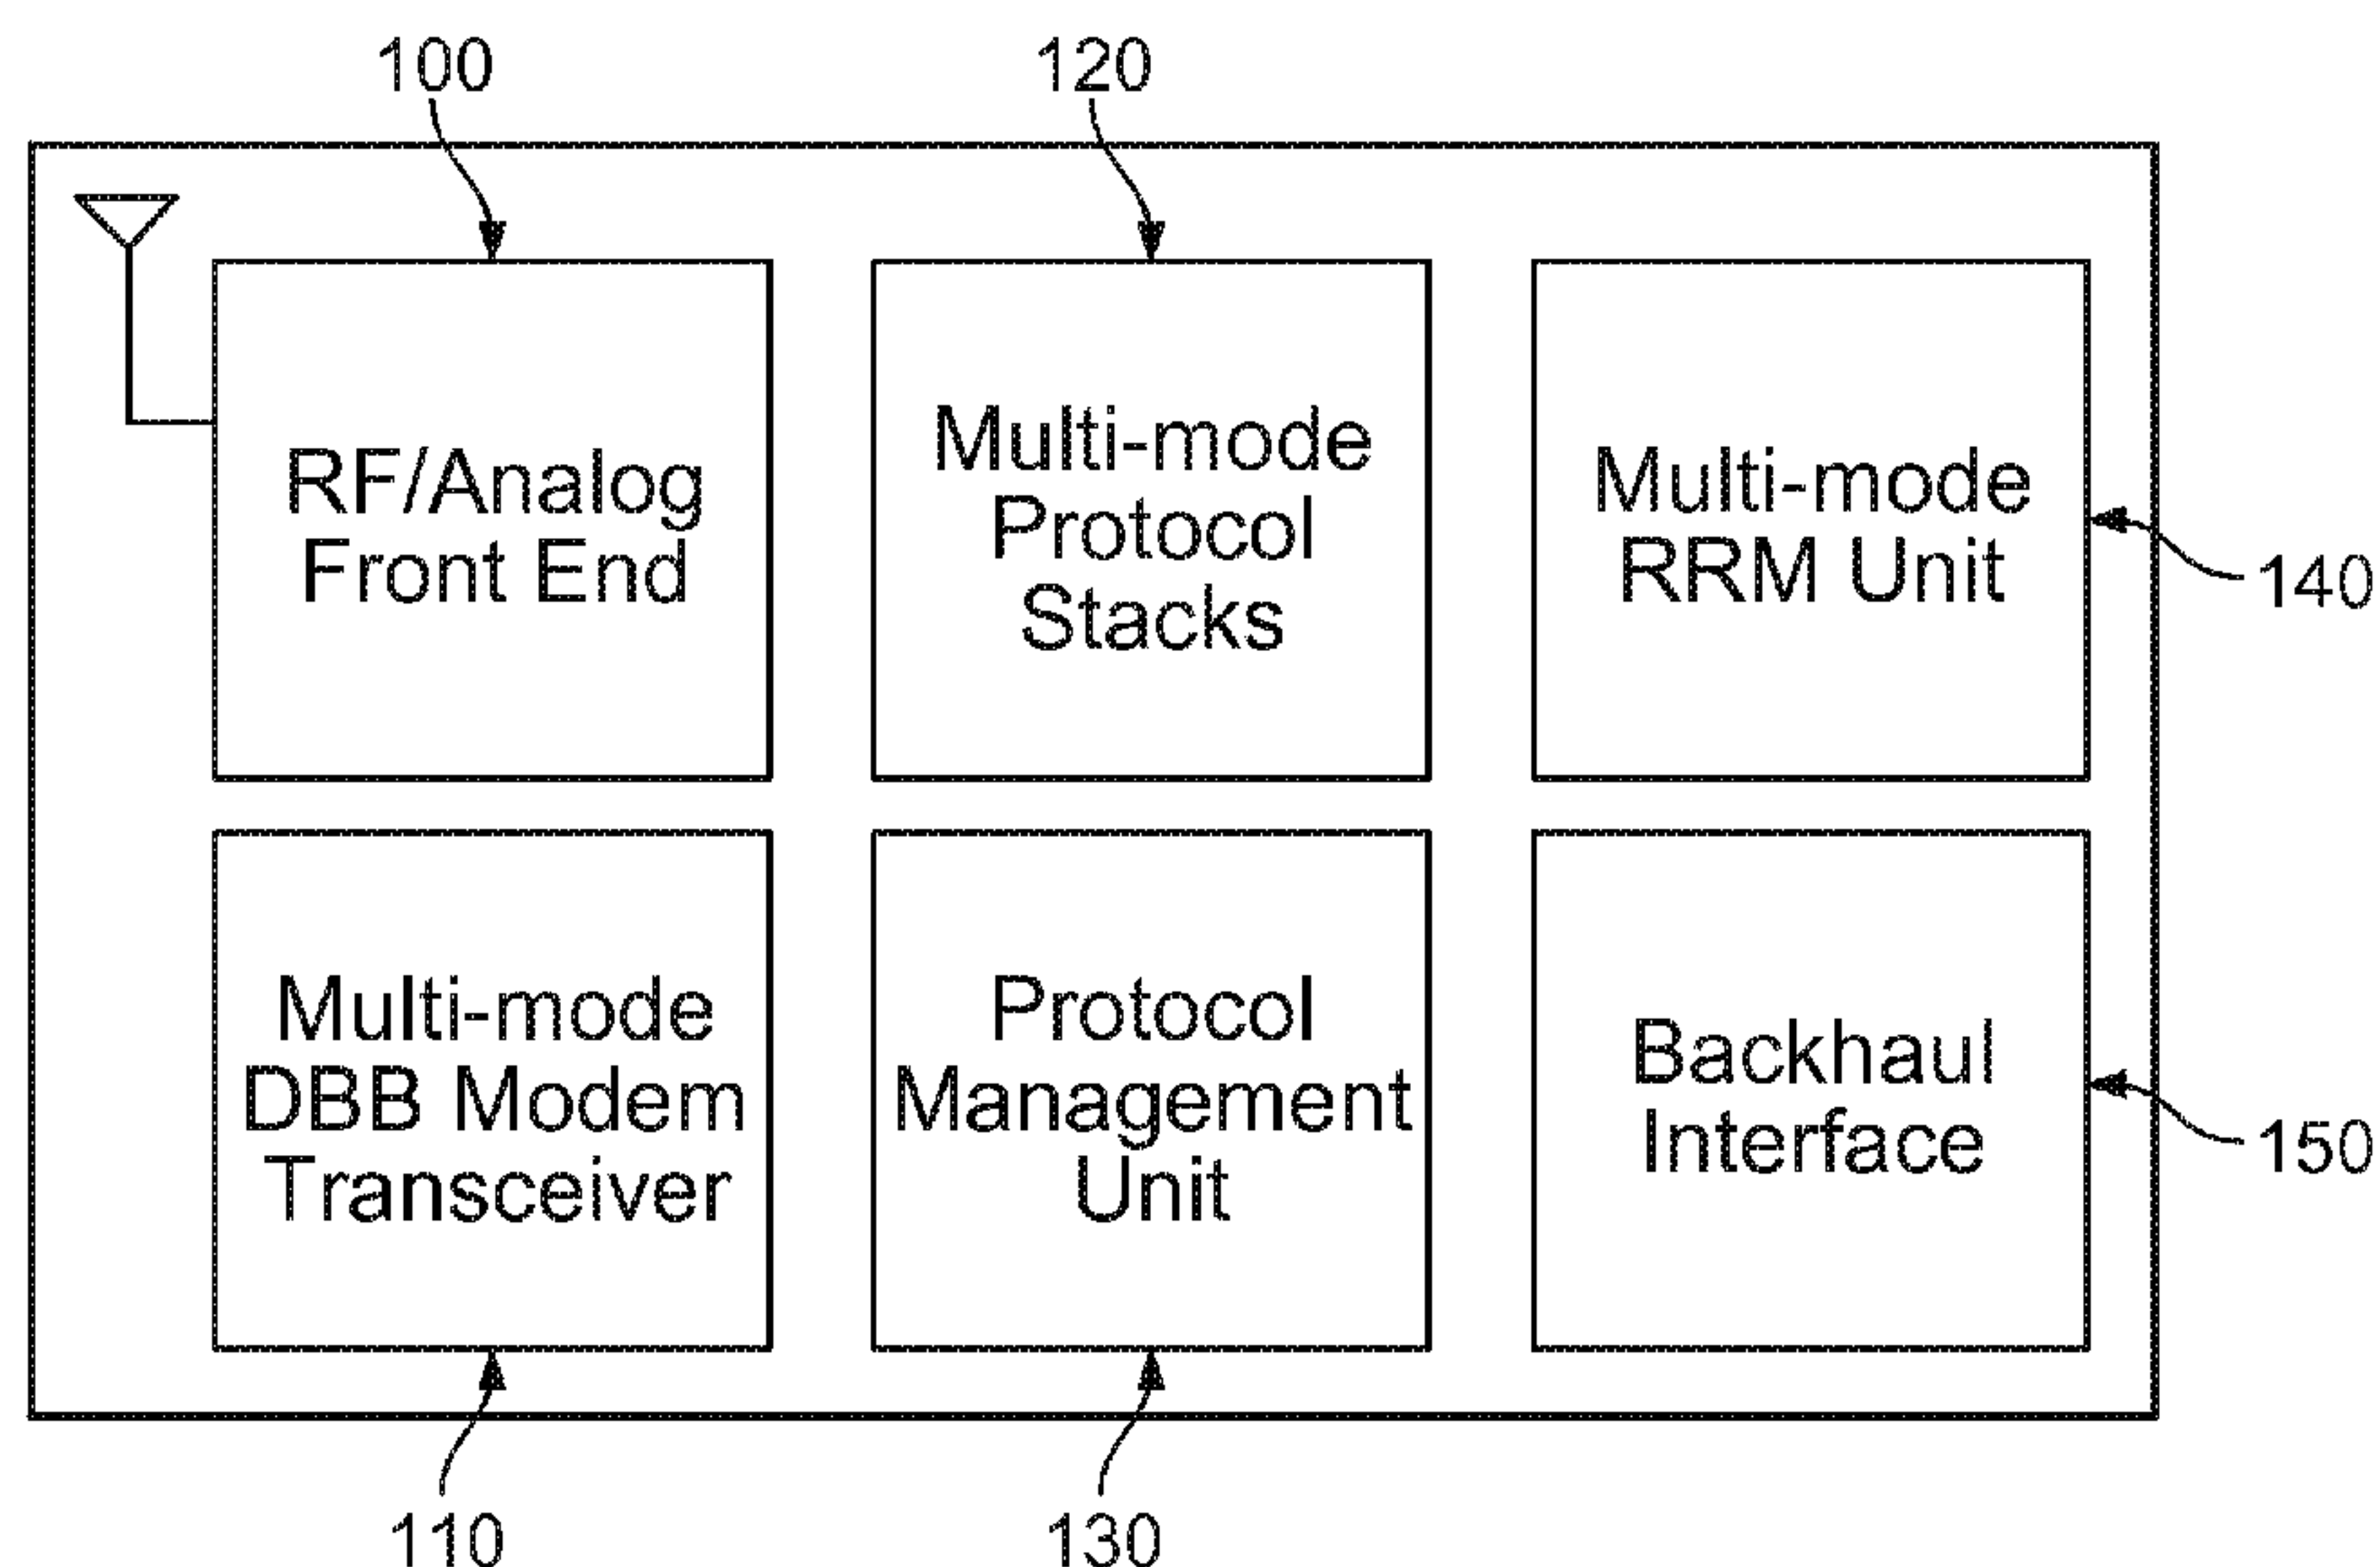 100
120
RF/Analog
Front End
Multi-mode
Protocol
Stacks
Multi-mode
RRM Unit
140
Multi-mode
DBB Modem
Transceiver
Protocol
Management
Unit
Backhaul
Interface
150
110
130